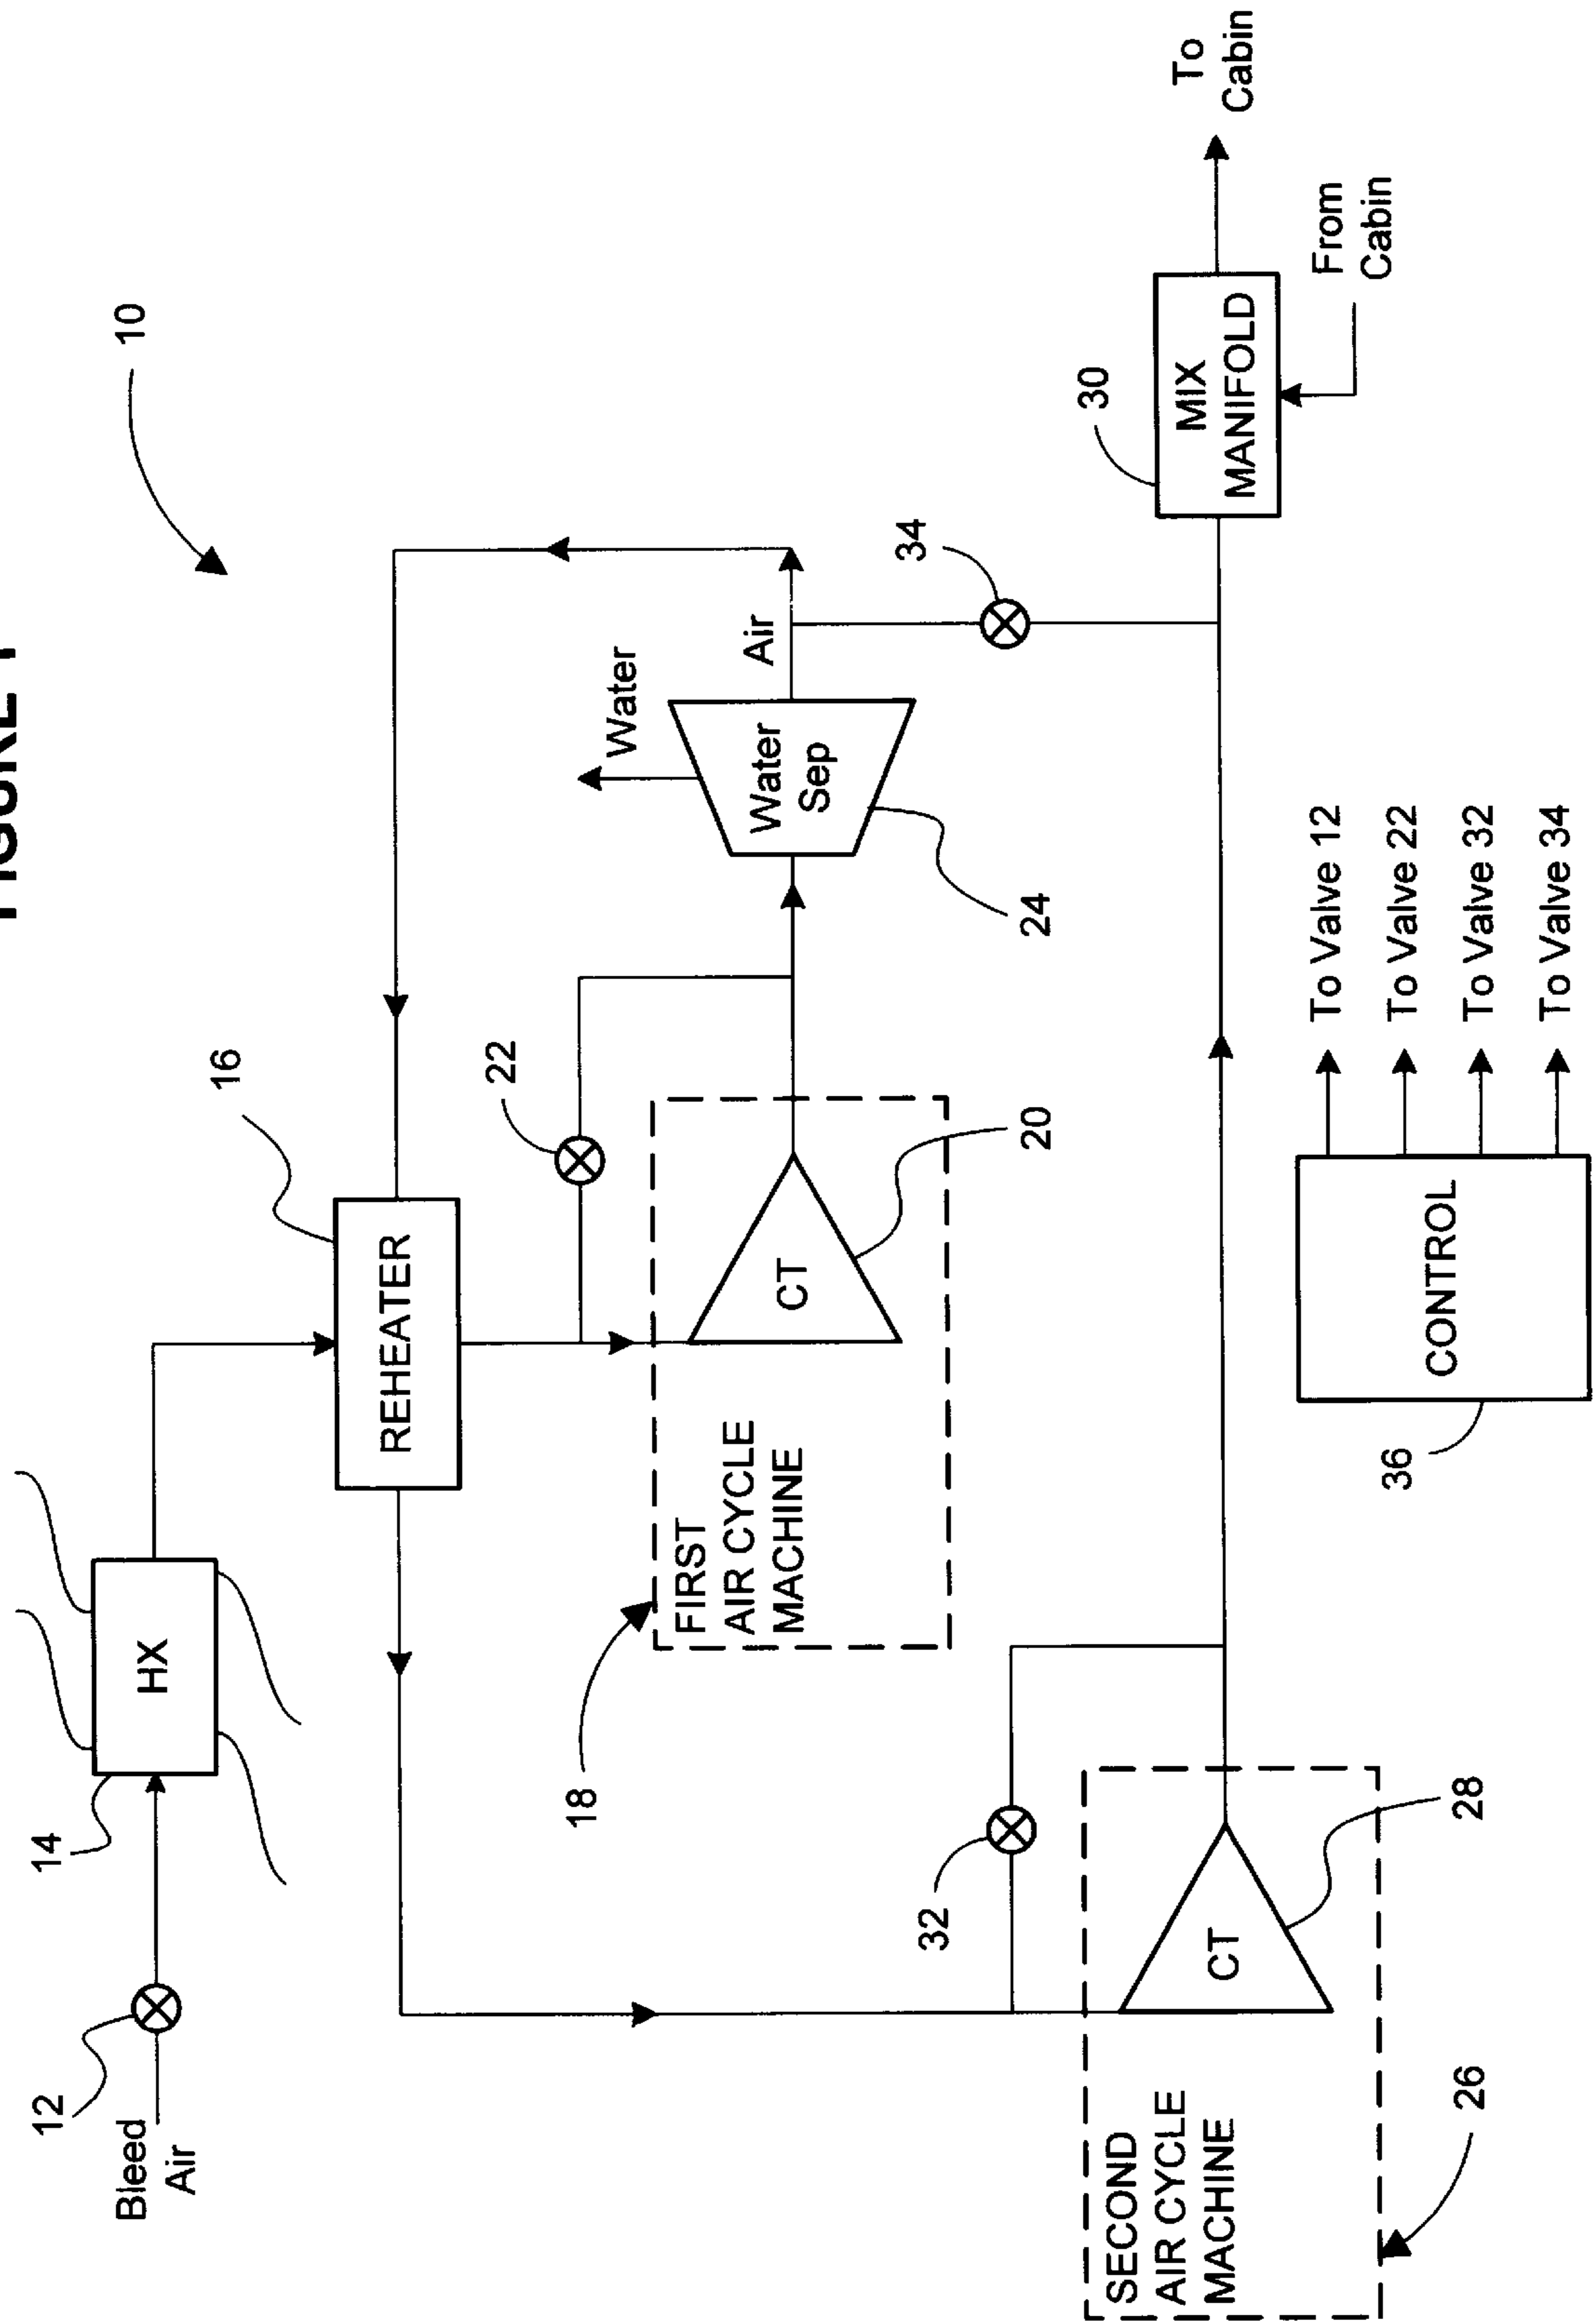 FIGURE 1
10
12
Bleed
Air
14
HX
16
REHEATER
18
FIRST
AIR CYCLE
MACHINE
CT
20
22
Water
Water
Sep
24
Air
34
32
SECOND
AIR CYCLE
MACHINE
CT
28
26
30
MIX
MANIFOLD
To
Cabin
From
Cabin
36
CONTROL
To Valve 12
To Valve 22
To Valve 32
To Valve 34